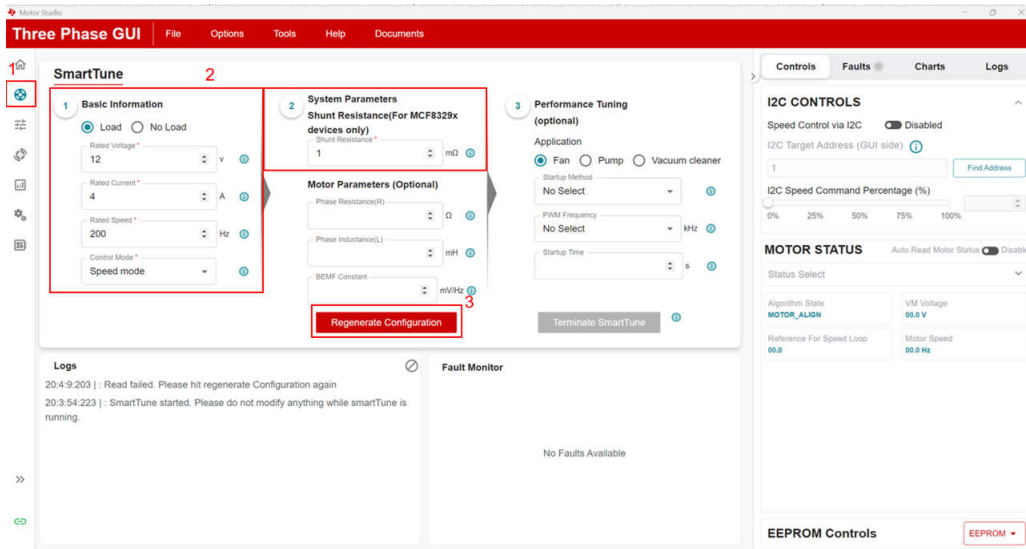 Motor Studio
Three Phase GUI File Options Tools Help Documents
1
SmartTune
2
1 Basic Information
Load No Load
Rated Voltage *
12 v
Rated Current *
4 A
Rated Speed *
200 Hz
Control Mode *
Speed mode
2 System Parameters
Shunt Resistance(For MCF8329x
devices only)
Shunt Resistance *
1 mΩ
Motor Parameters (Optional)
Phase Resistance(R)
Ω
Phase Inductance(L)
mH
BEMF Constant
mV/Hz
3
Regenerate Configuration
3 Performance Tuning
(optional)
Application
Fan Pump Vacuum cleaner
Startup Method
No Select
PWM Frequency
No Select kHz
Startup Time
s
Terminate SmartTune
Logs
20:4:9:203 | : Read failed. Please hit regenerate Configuration again
20:3:54:223 | : SmartTune started. Please do not modify anything while smartTune is
running.
Fault Monitor
No Faults Available
Controls Faults Charts Logs
I2C CONTROLS
Speed Control via I2C Disabled
I2C Target Address (GUI side)
1 Find Address
I2C Speed Command Percentage (%)
0% 25% 50% 75% 100%
MOTOR STATUS Auto Read Motor Status Disable
Status Select
Algorithm State
MOTOR_ALIGN
VM Voltage
00.0 V
Reference For Speed Loop
00.0
Motor Speed
00.0 Hz
EEPROM Controls EEPROM